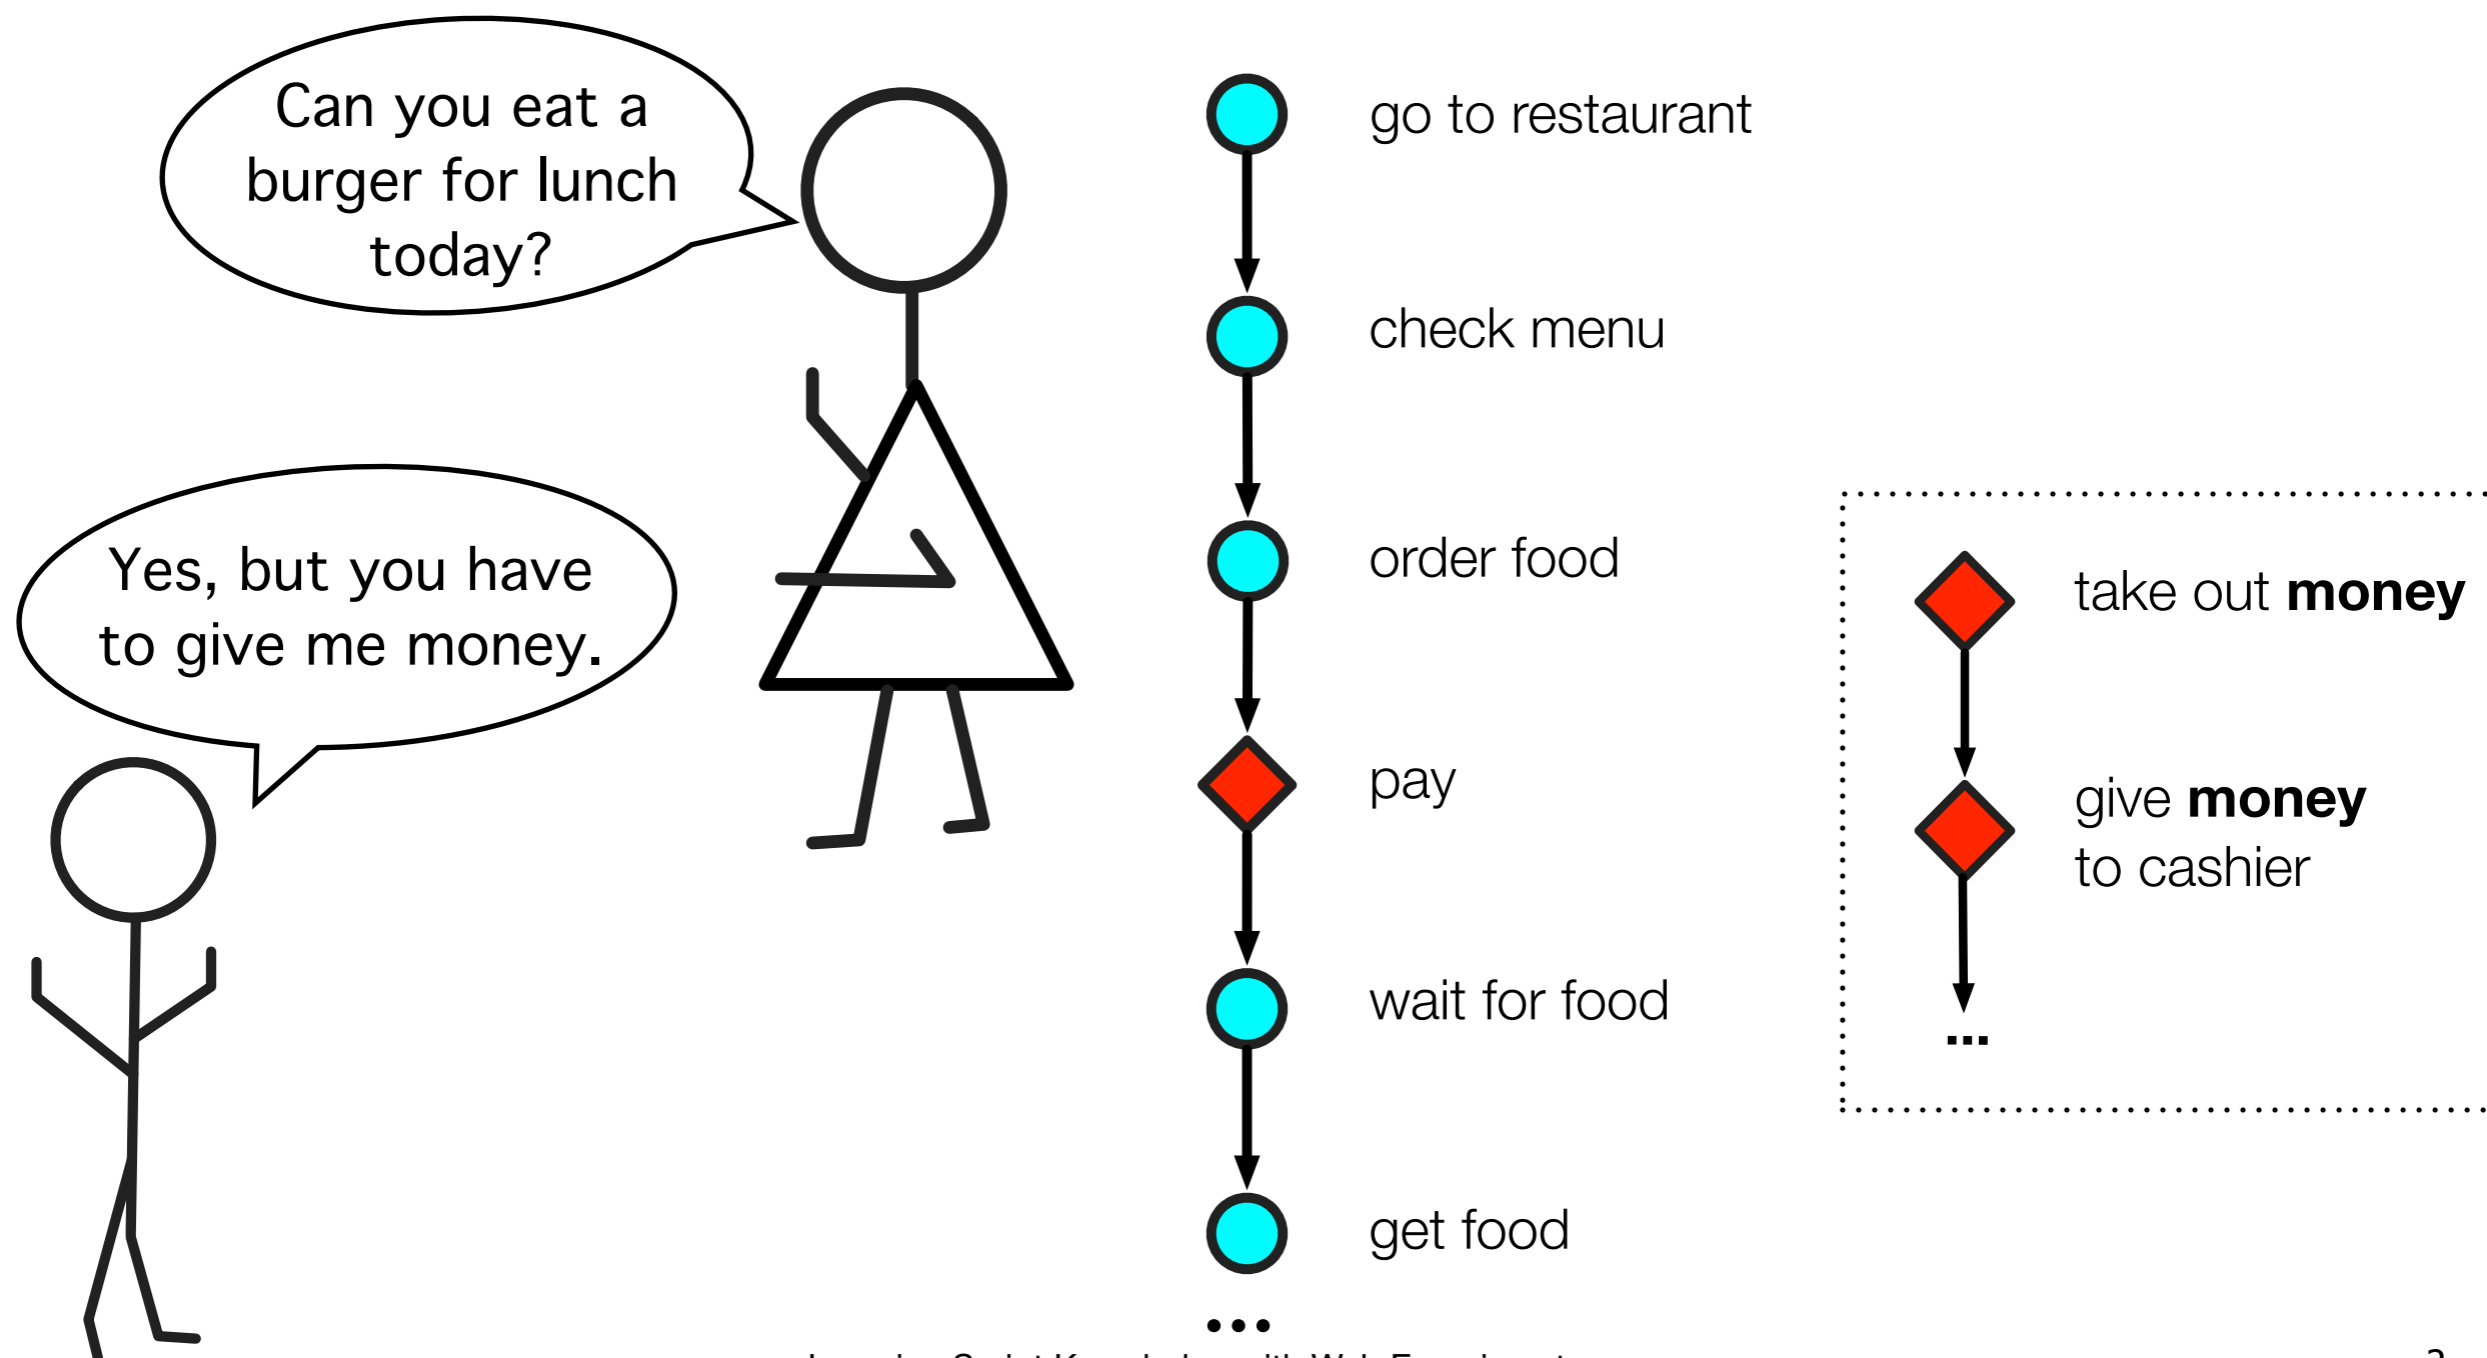 Can you eat a
burger for lunch
today?
Yes, but you have
to give me money.
go to restaurant
check menu
order food
pay
wait for food
get food
...
take out money
give money
to cashier
...